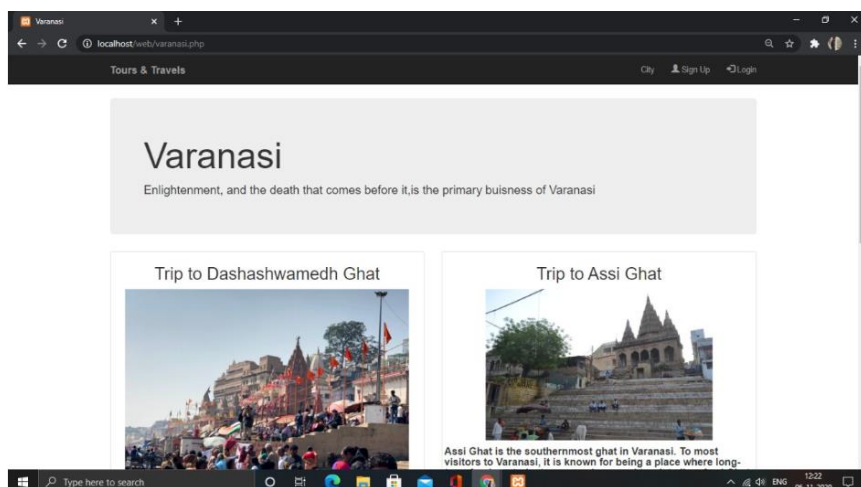 Varanasi
localhost/web/varanasi.php
Tours & Travels
City
Sign Up
Login
Varanasi
Enlightenment, and the death that comes before it,is the primary buisness of Varanasi
Trip to Dashashwamedh Ghat
Trip to Assi Ghat
Assi Ghat is the southernmost ghat in Varanasi. To most
visitors to Varanasi, it is known for being a place where long-
Type here to search
ENG
12:22